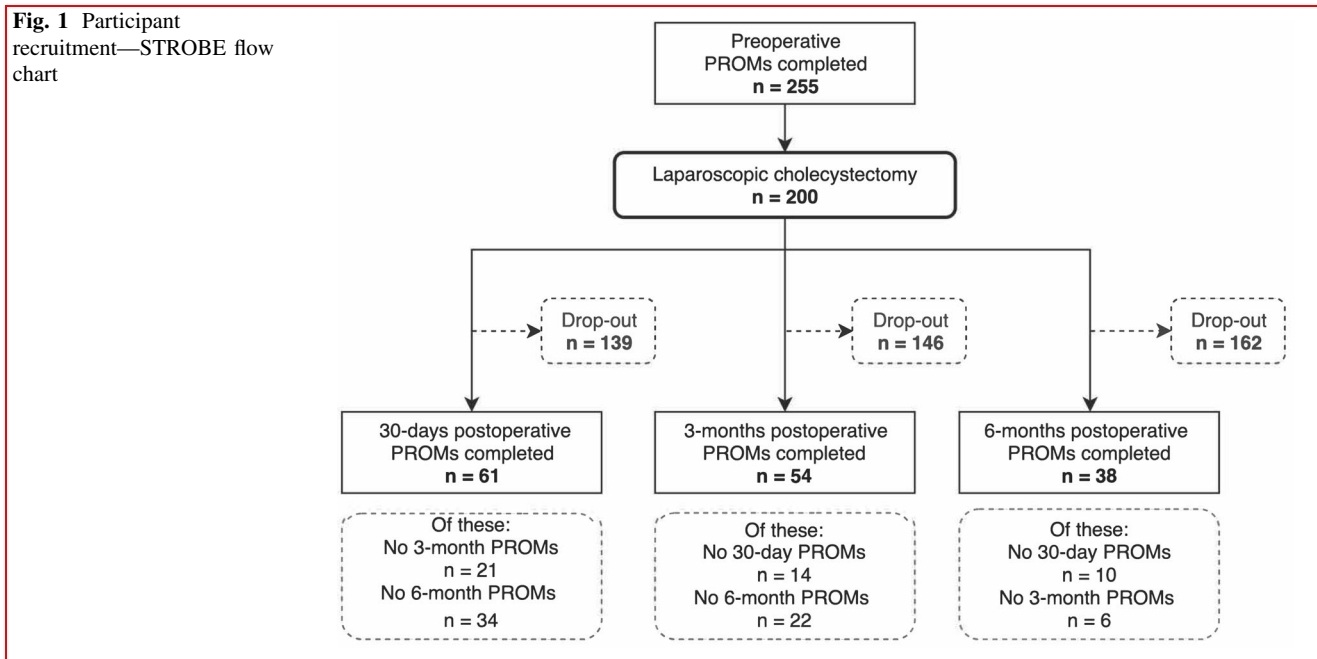 Fig. 1 Participant
recruitment—STROBE flow
chart
Preoperative
PROMs completed
n = 255
Laparoscopic cholecystectomy
n = 200
Drop-out
n = 139
Drop-out
n = 146
Drop-out
n = 162
30-days postoperative
PROMs completed
n = 61
3-months postoperative
PROMs completed
n = 54
6-months postoperative
PROMs completed
n = 38
Of these:
No 3-month PROMs
n = 21
No 6-month PROMs
n = 34
Of these:
No 30-day PROMs
n = 14
No 6-month PROMs
n = 22
Of these:
No 30-day PROMs
n = 10
No 3-month PROMs
n = 6